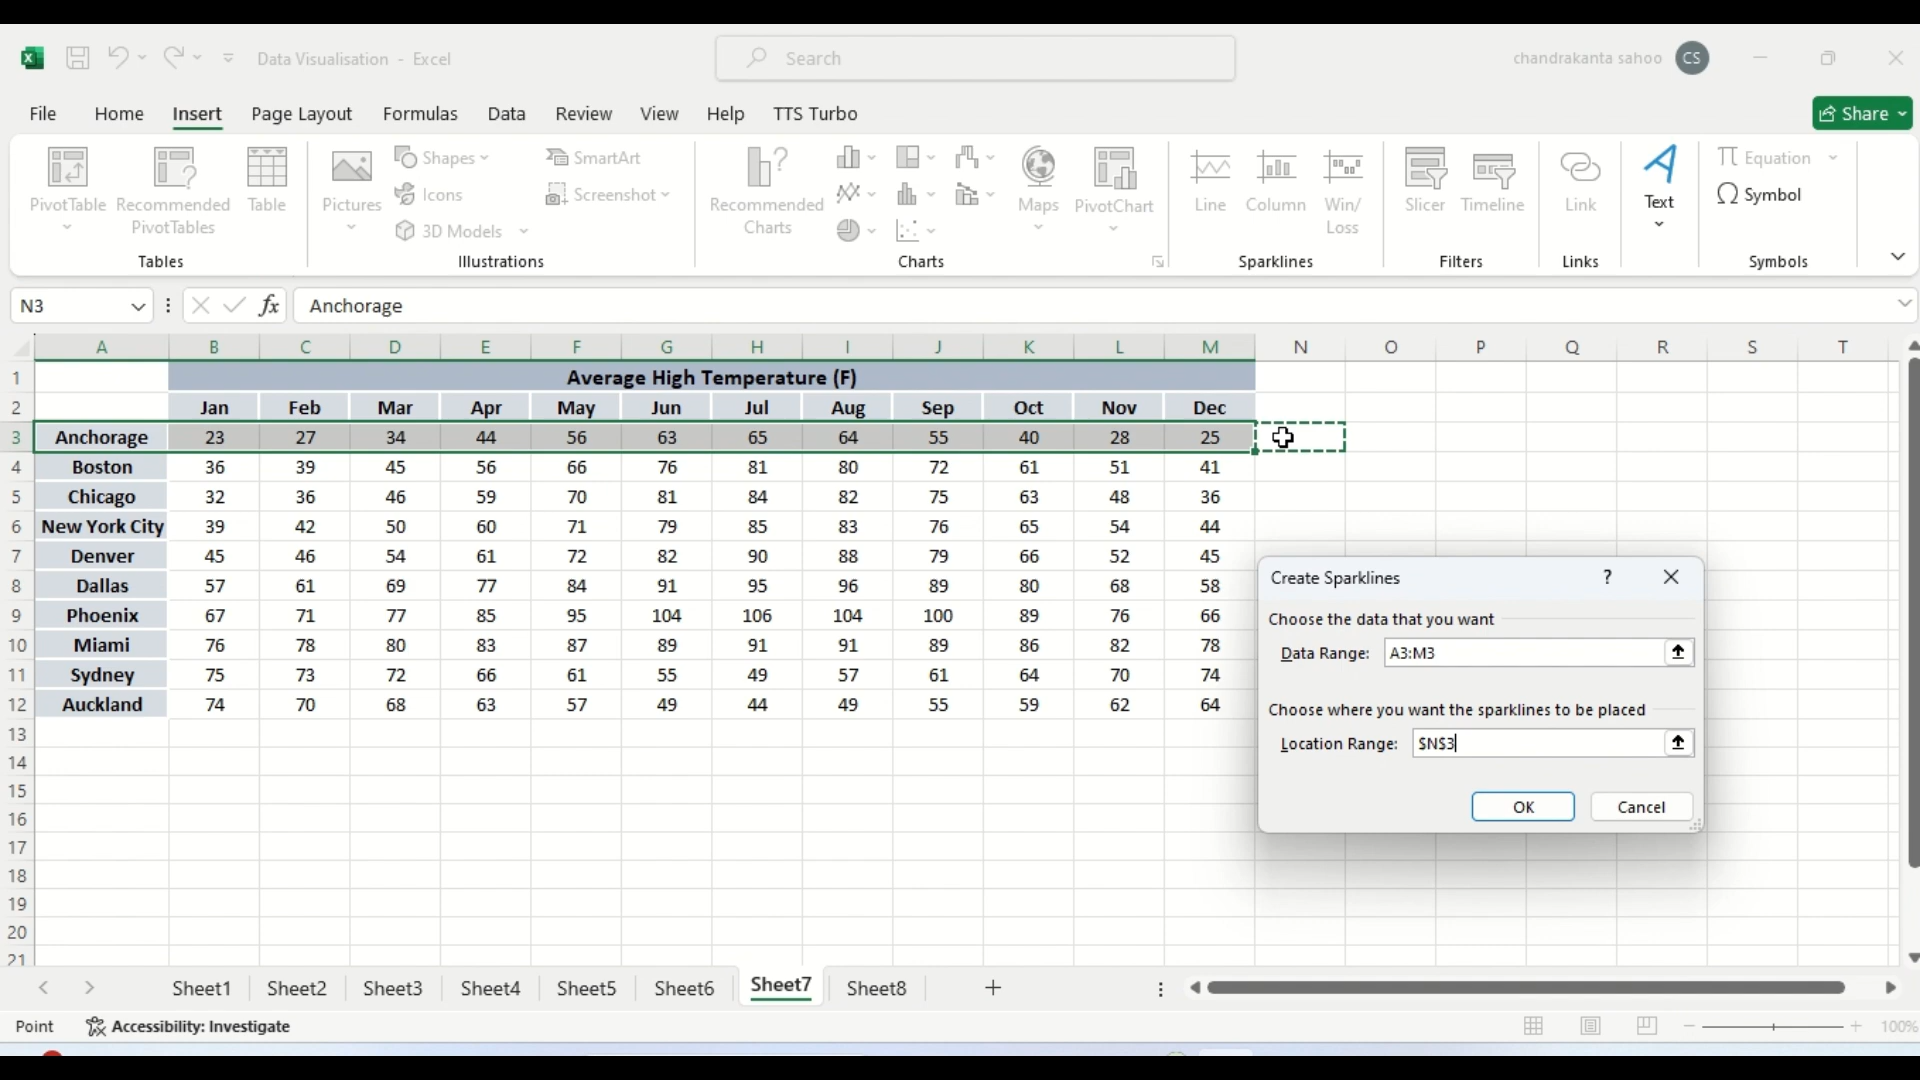 Data Visualisation - Excel
Search
chandrakanta sahoo CS
File Home Insert Page Layout Formulas Data Review View Help TTS Turbo
Share
PivotTable
Recommended
PivotTables
Table
Tables
Pictures
Shapes
Icons
3D Models
SmartArt
Screenshot
Illustrations
Recommended
Charts
Maps
PivotChart
Charts
Line
Column
Win/
Loss
Sparklines
Slicer
Timeline
Filters
Link
Links
Text
Equation
Symbol
Symbols
N3 fx Anchorage
A B C D E F G H I J K L M N O P Q R S T
1 Average High Temperature (F)
2 Jan Feb Mar Apr May Jun Jul Aug Sep Oct Nov Dec
3 Anchorage 23 27 34 44 56 63 65 64 55 40 28 25
4 Boston 36 39 45 56 66 76 81 80 72 61 51 41
5 Chicago 32 36 46 59 70 81 84 82 75 63 48 36
6 New York City 39 42 50 60 71 79 85 83 76 65 54 44
7 Denver 45 46 54 61 72 82 90 88 79 66 52 45
8 Dallas 57 61 69 77 84 91 95 96 89 80 68 58
9 Phoenix 67 71 77 85 95 104 106 104 100 89 76 66
10 Miami 76 78 80 83 87 89 91 91 89 86 82 78
11 Sydney 75 73 72 66 61 55 49 57 61 64 70 74
12 Auckland 74 70 68 63 57 49 44 49 55 59 62 64
13
14
15
16
17
18
19
20
21
Create Sparklines ?
Choose the data that you want
Data Range: A3:M3
Choose where you want the sparklines to be placed
Location Range: $N$3
OK Cancel
Sheet1 Sheet2 Sheet3 Sheet4 Sheet5 Sheet6 Sheet7 Sheet8
Point Accessibility: Investigate 100%